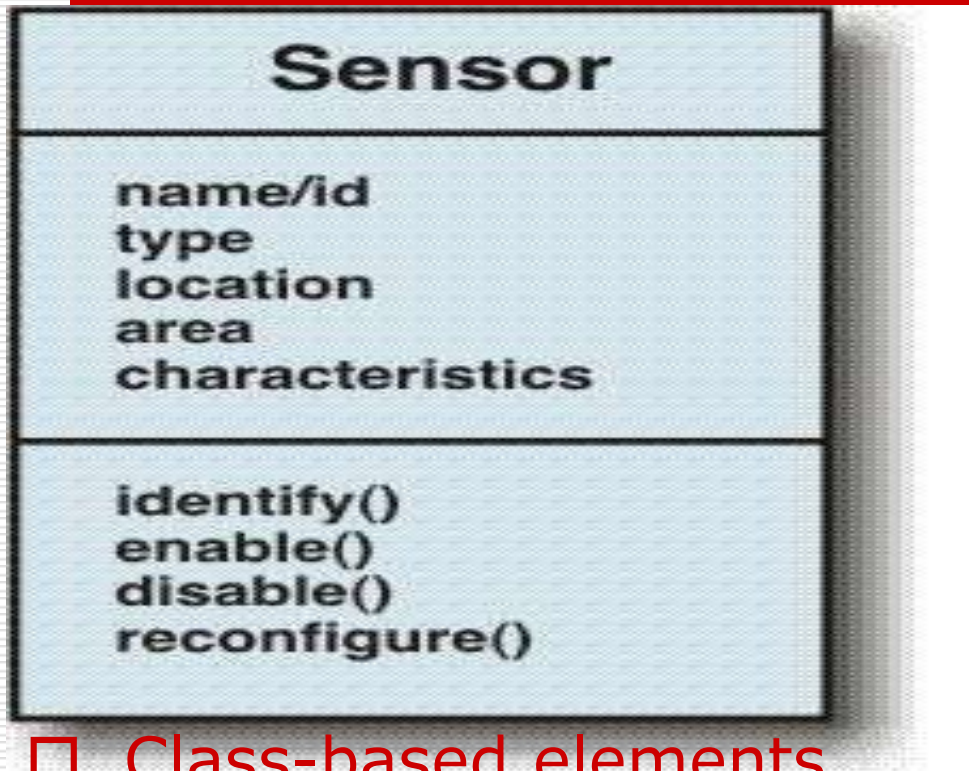 Sensor
name/id
type
location
area
characteristics
identify()
enable()
disable()
reconfigure()
Class-based elements